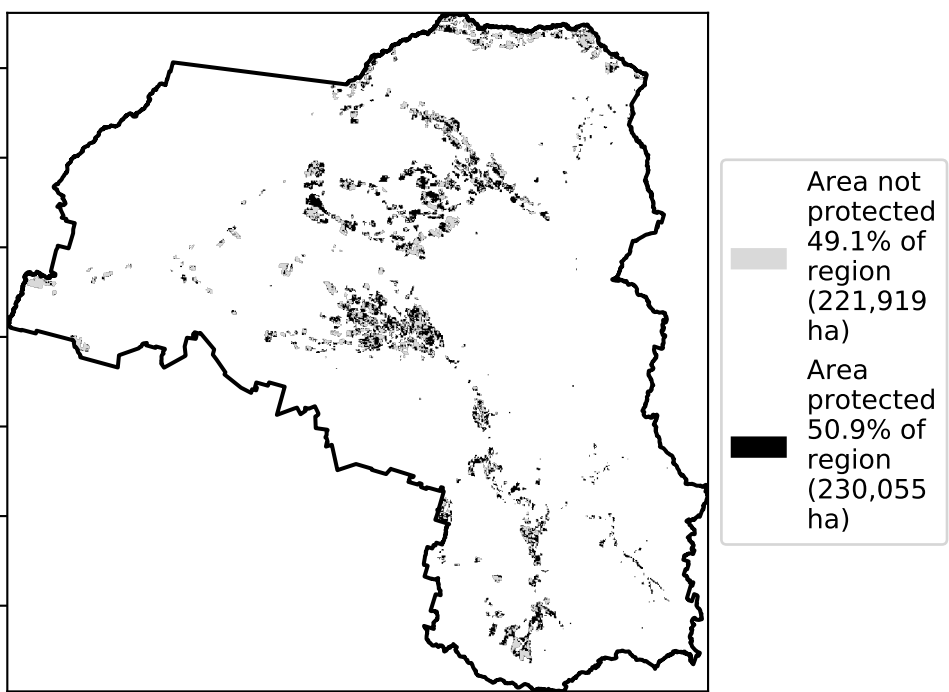 Area not
protected
49.1% of
region
(221,919
ha)
Area
protected
50.9% of
region
(230,055
ha)